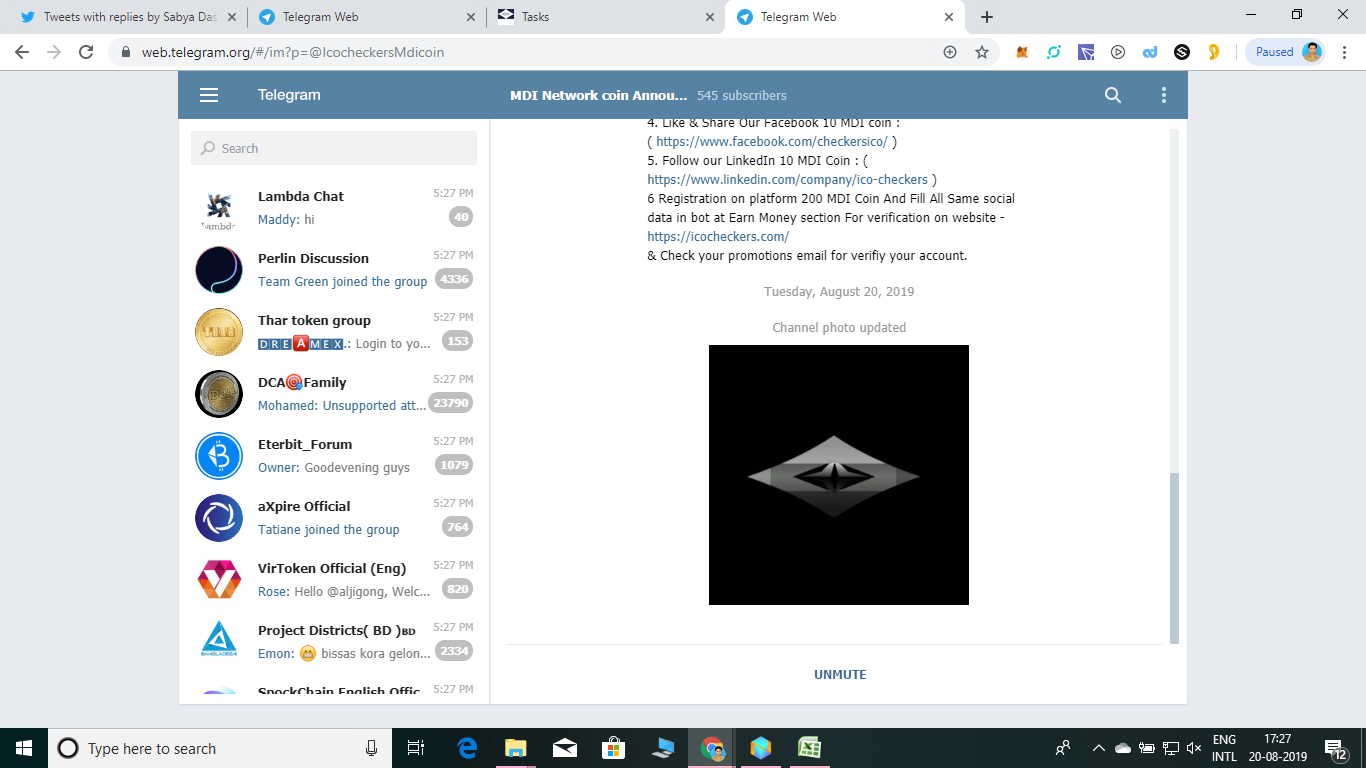 Tweets with replies by Sabya Das
Telegram Web
Tasks
Telegram Web
web.telegram.org/#/im?p=@IcocheckersMdicoin
Paused
Telegram
MDI Network coin Annou... 545 subscribers
Search
Lambda Chat 5:27 PM
Maddy: hi 40
Perlin Discussion 5:27 PM
Team Green joined the group 4336
Thar token group 5:27 PM
🄳🅁🄴🅰🄼🄴🅇.: Login to yo... 153
DCA🎯Family 5:27 PM
Mohamed: Unsupported att... 23790
Eterbit_Forum 5:27 PM
Owner: Goodevening guys 1079
aXpire Official 5:27 PM
Tatiane joined the group 764
VirToken Official (Eng) 5:27 PM
Rose: Hello @aljigong, Welc... 820
Project Districts( BD )ʙᴅ 5:27 PM
Emon: 😁 bissas kora gelon... 2334
SpockChain English Offic 5:27 PM
4. Like & Share Our Facebook 10 MDI coin :
( https://www.facebook.com/checkersico/ )
5. Follow our LinkedIn 10 MDI Coin : (
https://www.linkedin.com/company/ico-checkers )
6 Registration on platform 200 MDI Coin And Fill All Same social
data in bot at Earn Money section For verification on website -
https://icocheckers.com/
& Check your promotions email for verifiy your account.
Tuesday, August 20, 2019
Channel photo updated
UNMUTE
Type here to search
ENG
INTL
17:27
20-08-2019
12